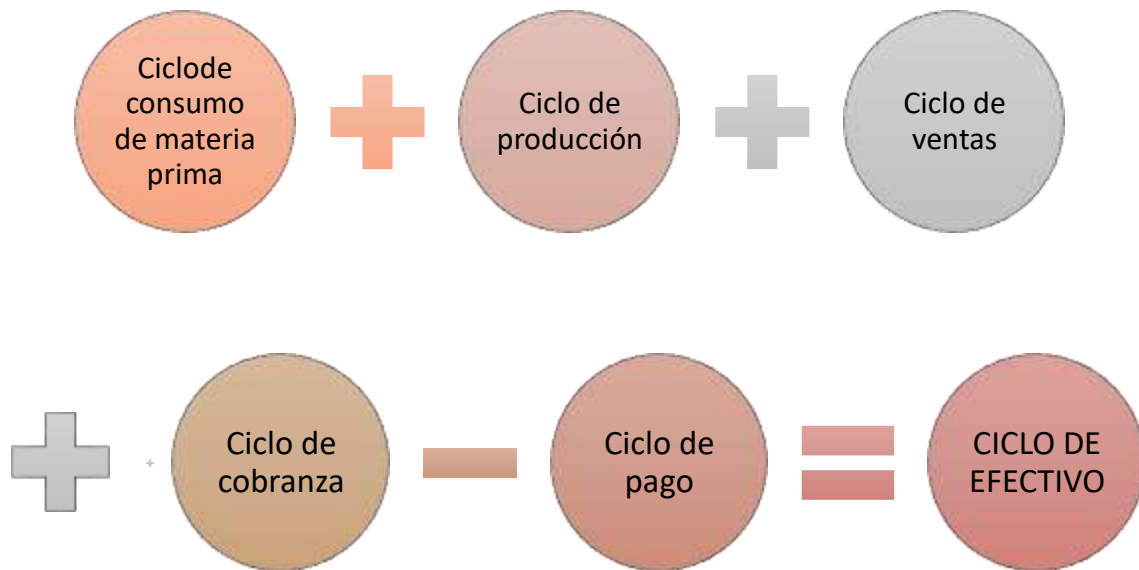 Ciclode
consumo
de materia
prima
Ciclo de
producción
Ciclo de
ventas
Ciclo de
cobranza
Ciclo de
pago
CICLO DE
EFECTIVO